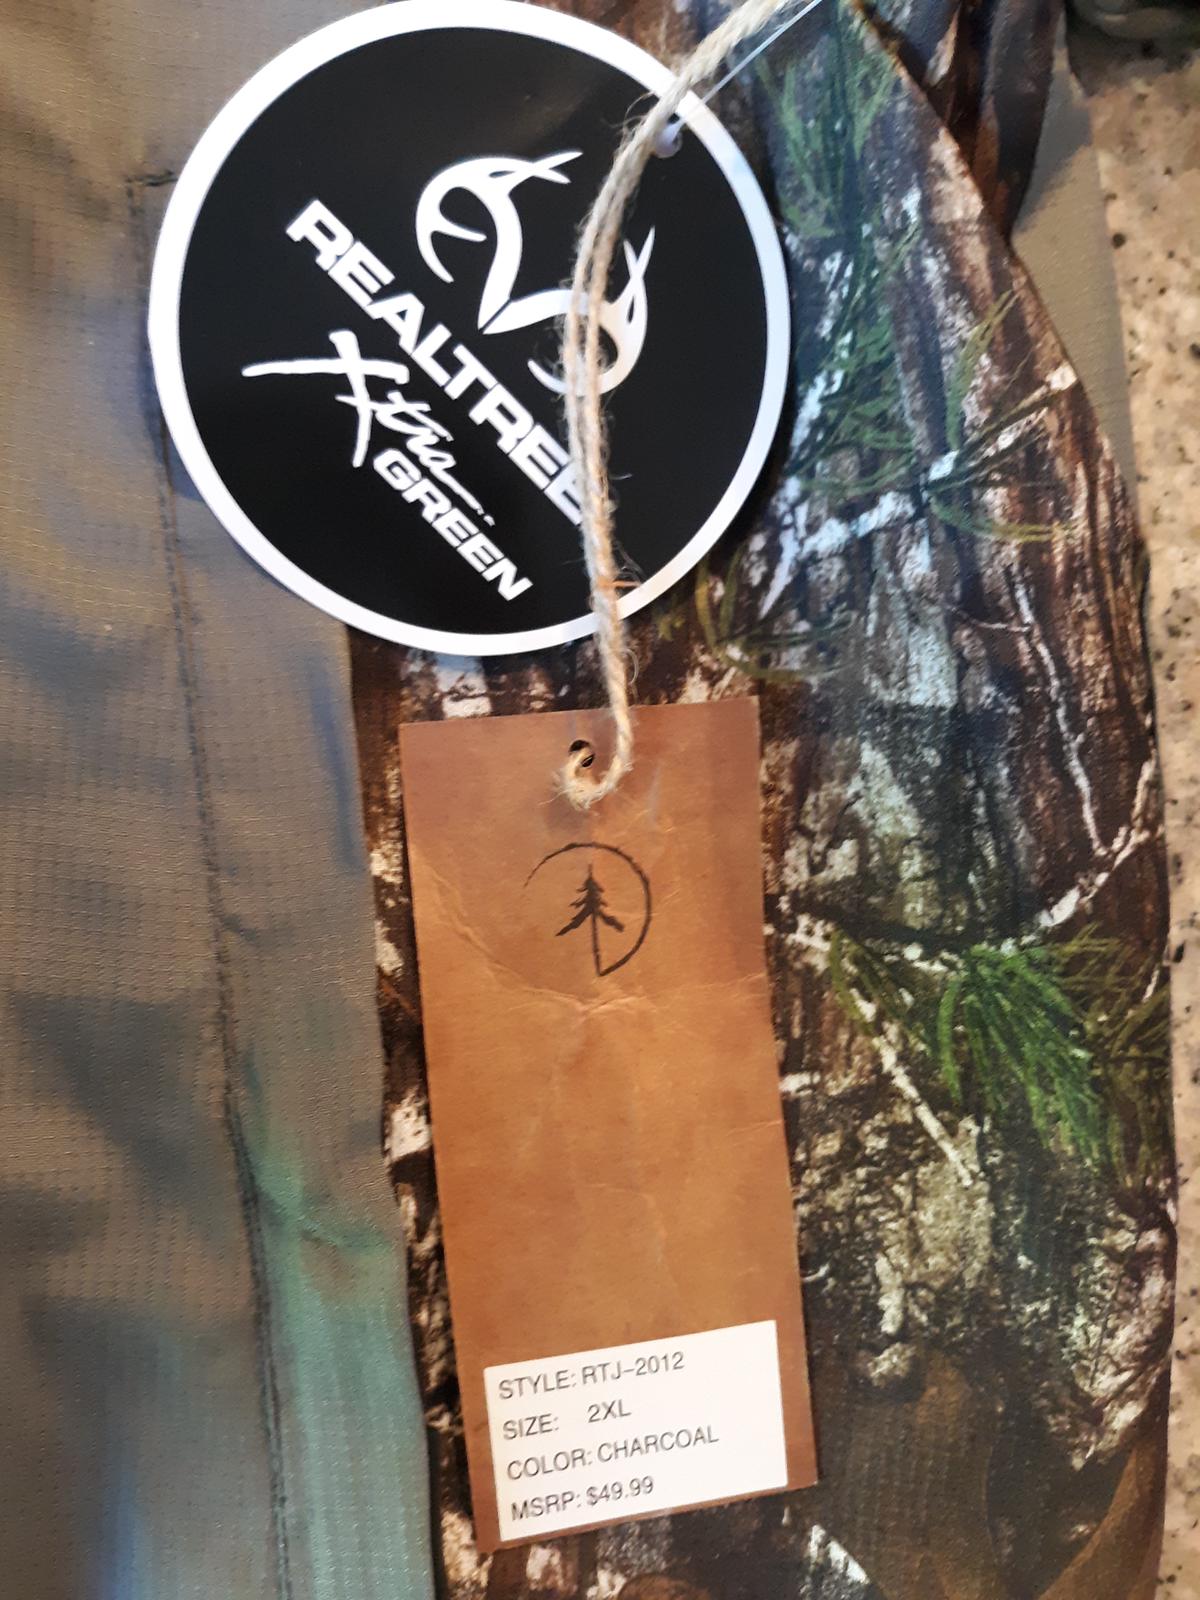 REALTREE
Xtra
GREEN
STYLE: RTJ-2012
SIZE: 2XL
COLOR: CHARCOAL
MSRP: $49.99